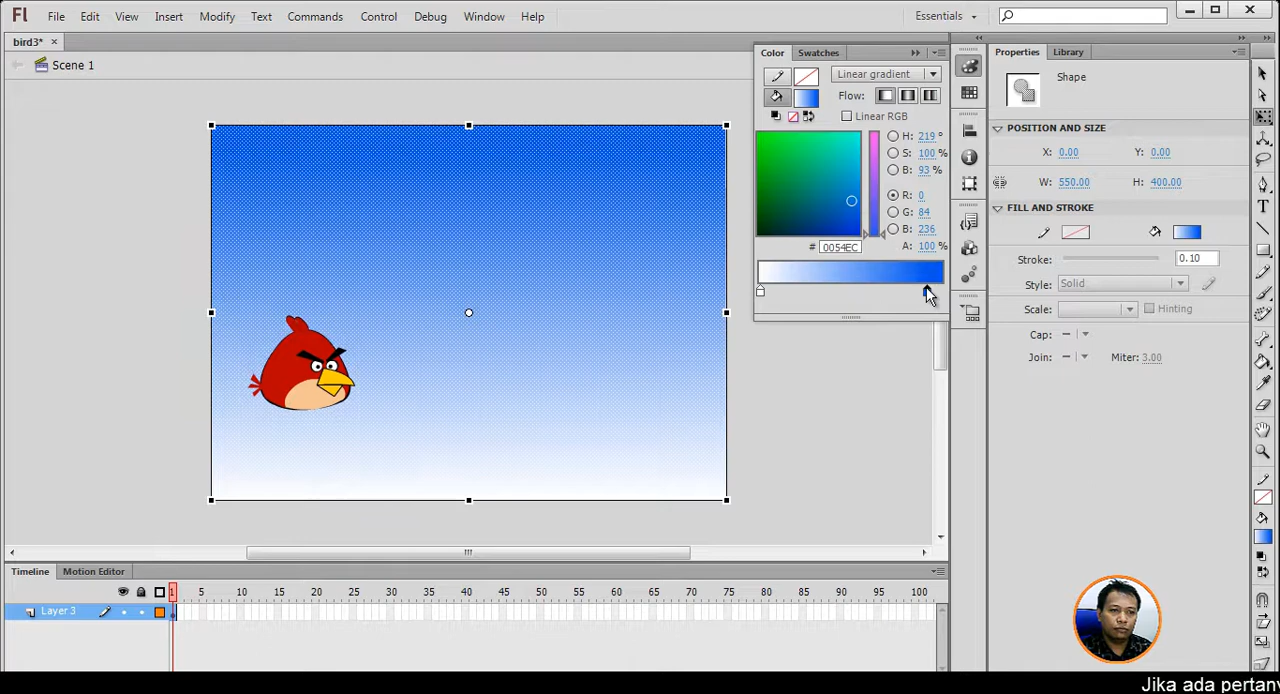 Fl File Edit View Insert Modify Text Commands Control Debug Window Help Essentials
bird3*
Scene 1
Color Swatches
Linear gradient
Flow:
Linear RGB
H: 219 °
S: 100 %
B: 93 %
R: 0
G: 84
B: 236
A: 100 %
# 0054EC
Properties Library
Shape
POSITION AND SIZE
X: 0.00 Y: 0.00
W: 550.00 H: 400.00
FILL AND STROKE
Stroke: 0.10
Style: Solid
Scale: Hinting
Cap:
Join: Miter: 3.00
Timeline Motion Editor
1 5 10 15 20 25 30 35 40 45 50 55 60 65 70 75 80 85 90 95 100
Layer 3
Jika ada pertany